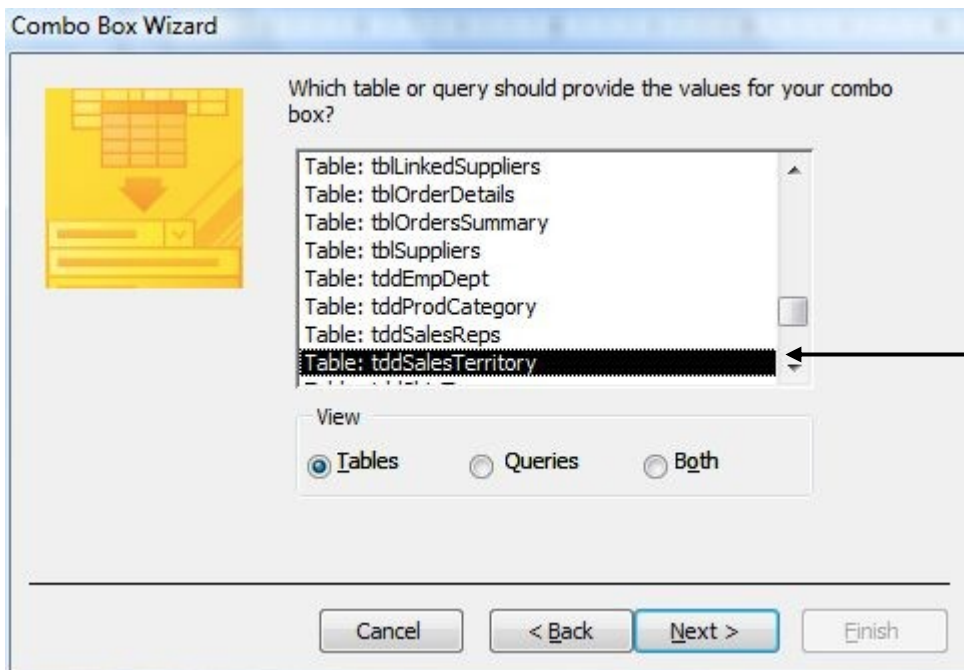 Combo Box Wizard
Which table or query should provide the values for your combo
box?
Table: tblLinkedSuppliers
Table: tblOrderDetails
Table: tblOrdersSummary
Table: tblSuppliers
Table: tddEmpDept
Table: tddProdCategory
Table: tddSalesReps
Table: tddSalesTerritory
View
Tables Queries Both
Cancel < Back Next > Finish